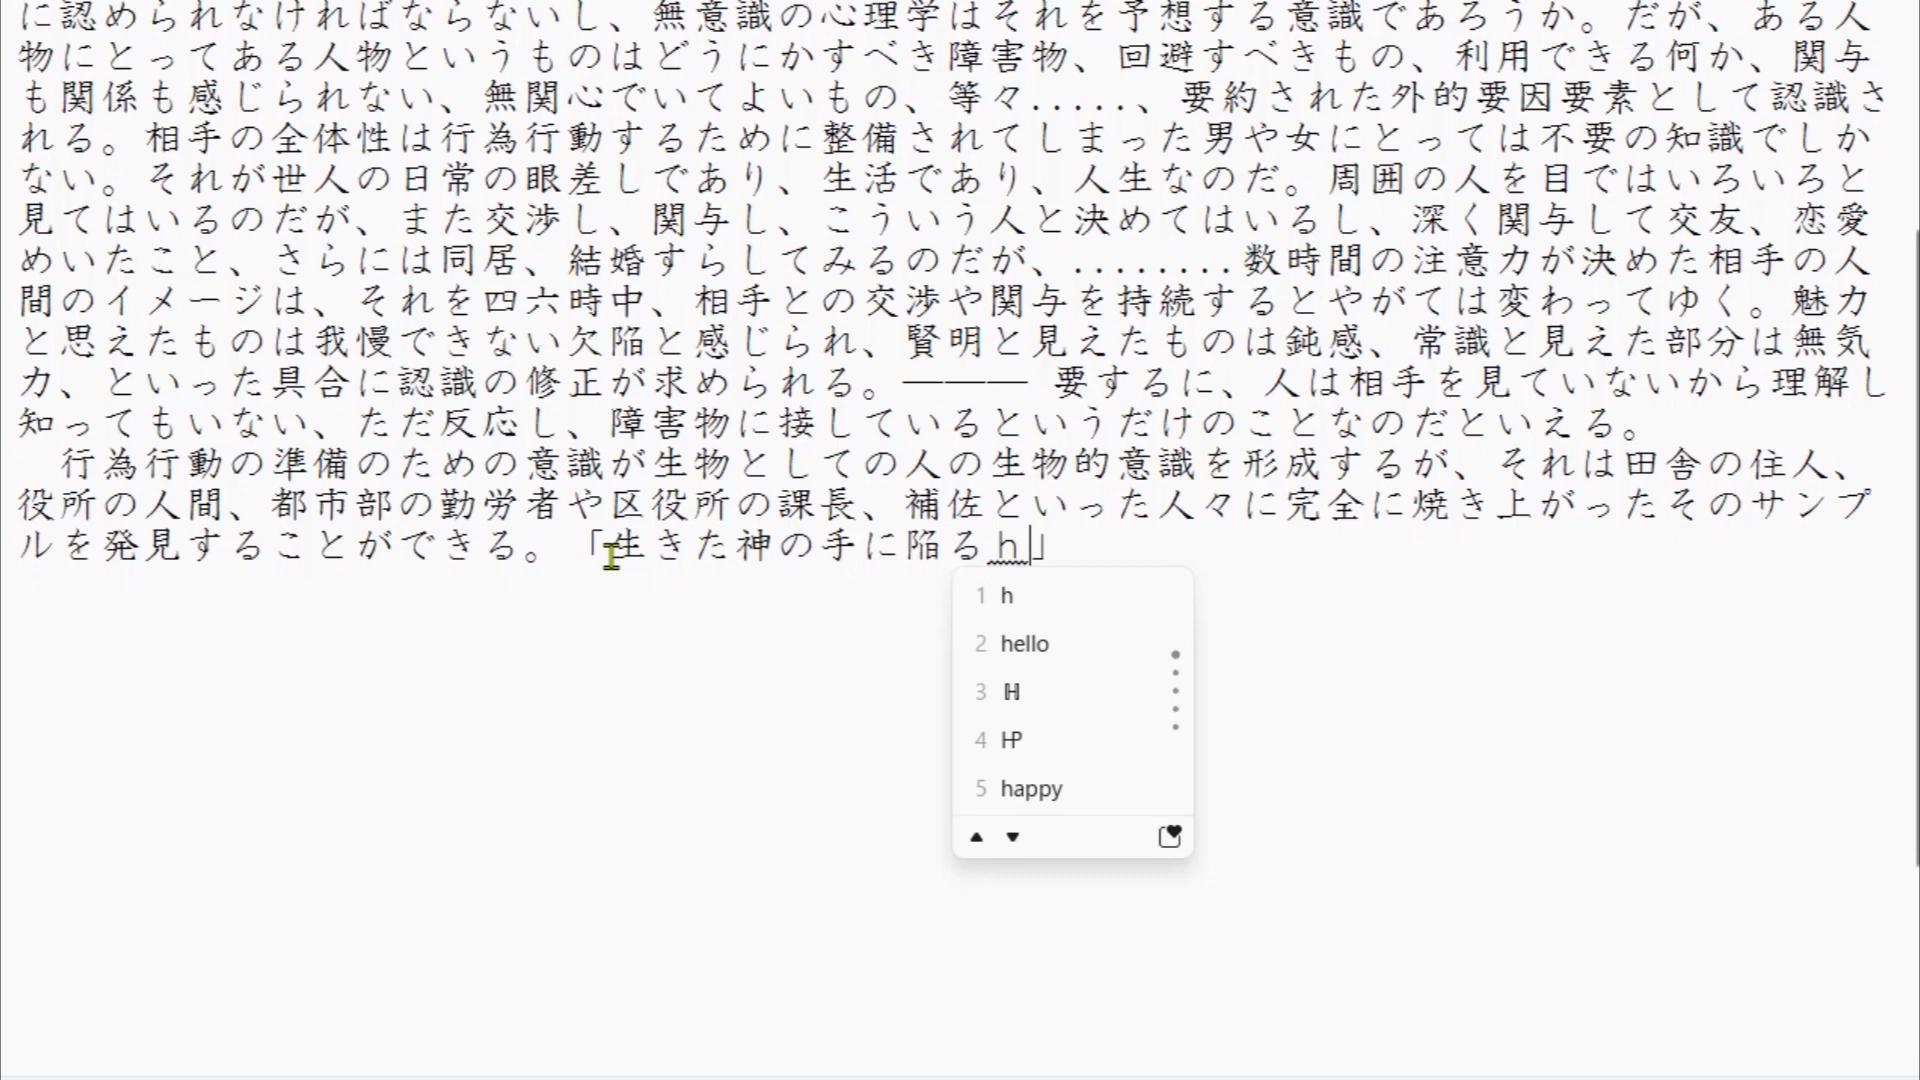 に認められなければならないし、無意識の心理学はそれを予想する意識であろうか。だが、ある人
物にとってある人物というものはどうにかすべき障害物、回避すべきもの、利用できる何か、関与
も関係も感じられない、無関心でいてよいもの、等々.....、要約された外的要因要素として認識さ
れる。相手の全体性は行為行動するために整備されてしまった男や女にとっては不要の知識でしか
ない。それが世人の日常の眼差しであり、生活であり、人生なのだ。周囲の人を目ではいろいろと
見てはいるのだが、また交渉し、関与し、こういう人と決めてはいるし、深く関与して交友、恋愛
めいたこと、さらには同居、結婚すらしてみるのだが、........数時間の注意力が決めた相手の人
間のイメージは、それを四六時中、相手との交渉や関与を持続するとやがては変わってゆく。魅力
と思えたものは我慢できない欠陥と感じられ、賢明と見えたものは鈍感、常識と見えた部分は無気
力、といった具合に認識の修正が求められる。――― 要するに、人は相手を見ていないから理解し
知ってもいない、ただ反応し、障害物に接しているというだけのことなのだといえる。
　行為行動の準備のための意識が生物としての人の生物的意識を形成するが、それは田舎の住人、
役所の人間、都市部の勤労者や区役所の課長、補佐といった人々に完全に焼き上がったそのサンプ
ルを発見することができる。「生きた神の手に陥るｈ」
1 h
2 hello
3 ℍ
4 HP
5 happy